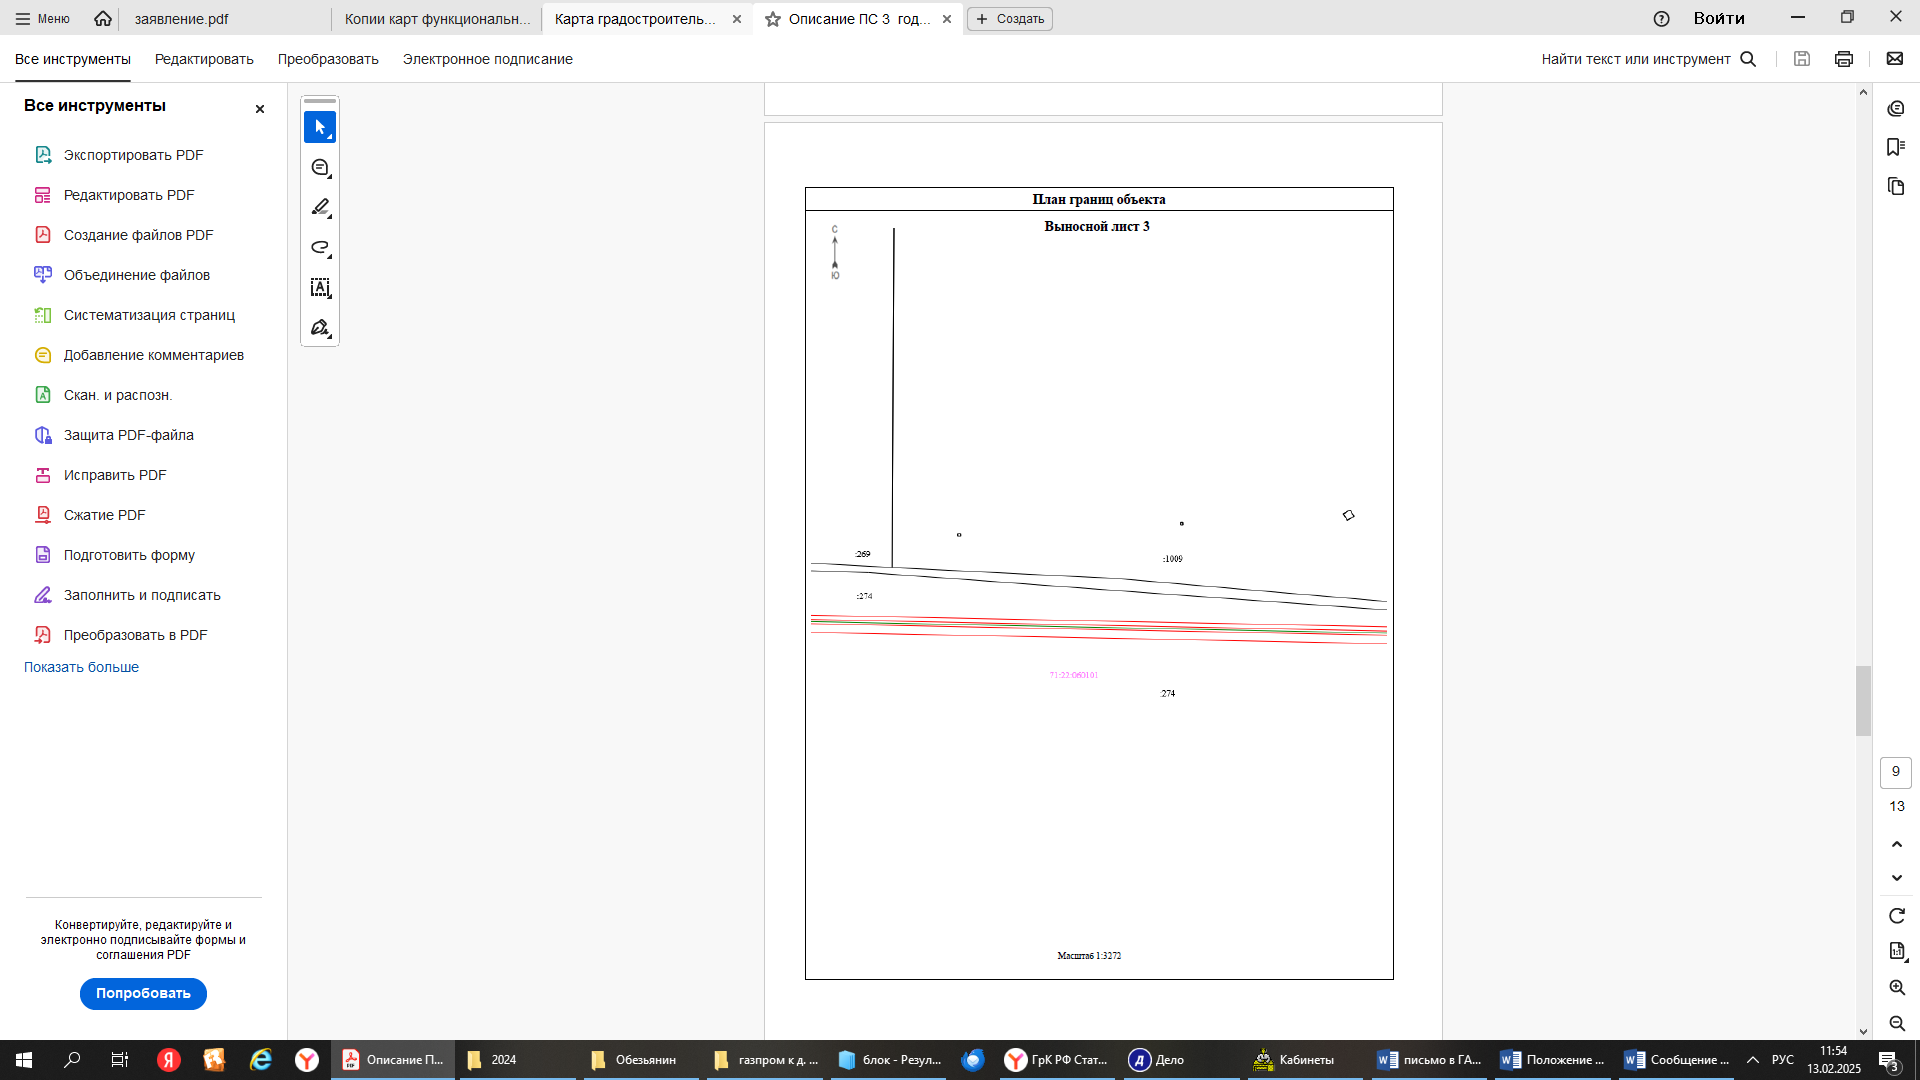 Меню
заявление.pdf
Копии карт функциональн...
Карта градостроитель...
Описание ПС 3 год...
Создать
Войти
Все инструменты
Редактировать
Преобразовать
Электронное подписание
Найти текст или инструмент
Все инструменты
Экспортировать PDF
Редактировать PDF
Создание файлов PDF
Объединение файлов
Систематизация страниц
Добавление комментариев
Скан. и распозн.
Защита PDF-файла
Исправить PDF
Сжатие PDF
Подготовить форму
Заполнить и подписать
Преобразовать в PDF
Показать больше
Конвертируйте, редактируйте и
электронно подписывайте формы и
соглашения PDF
Попробовать
План границ объекта
Выносной лист 3
С
Ю
:269
:1009
:274
71:22:060101
:274
Масштаб 1:3272
9
13
Описание П...
2024
Обезьянин
газпром к д. ...
блок - Резул...
ГрК РФ Стат...
Дело
Кабинеты
письмо в ГА...
Положение ...
Сообщение ...
РУС
11:54
13.02.2025
3